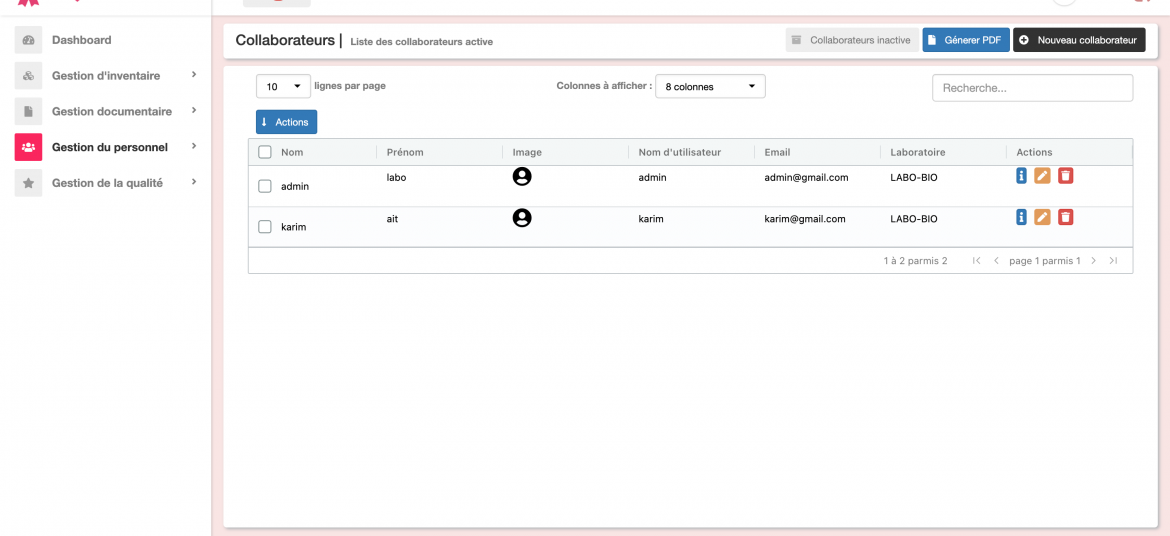 Dashboard
Gestion d'inventaire
Gestion documentaire
Gestion du personnel
Gestion de la qualité
Collaborateurs | Liste des collaborateurs active
Collaborateurs inactive
Génerer PDF
Nouveau collaborateur
10 lignes par page
Colonnes à afficher : 8 colonnes
Recherche...
Actions
Nom Prénom Image Nom d'utilisateur Email Laboratoire Actions
admin labo admin admin@gmail.com LABO-BIO
karim ait karim karim@gmail.com LABO-BIO
1 à 2 parmis 2 page 1 parmis 1